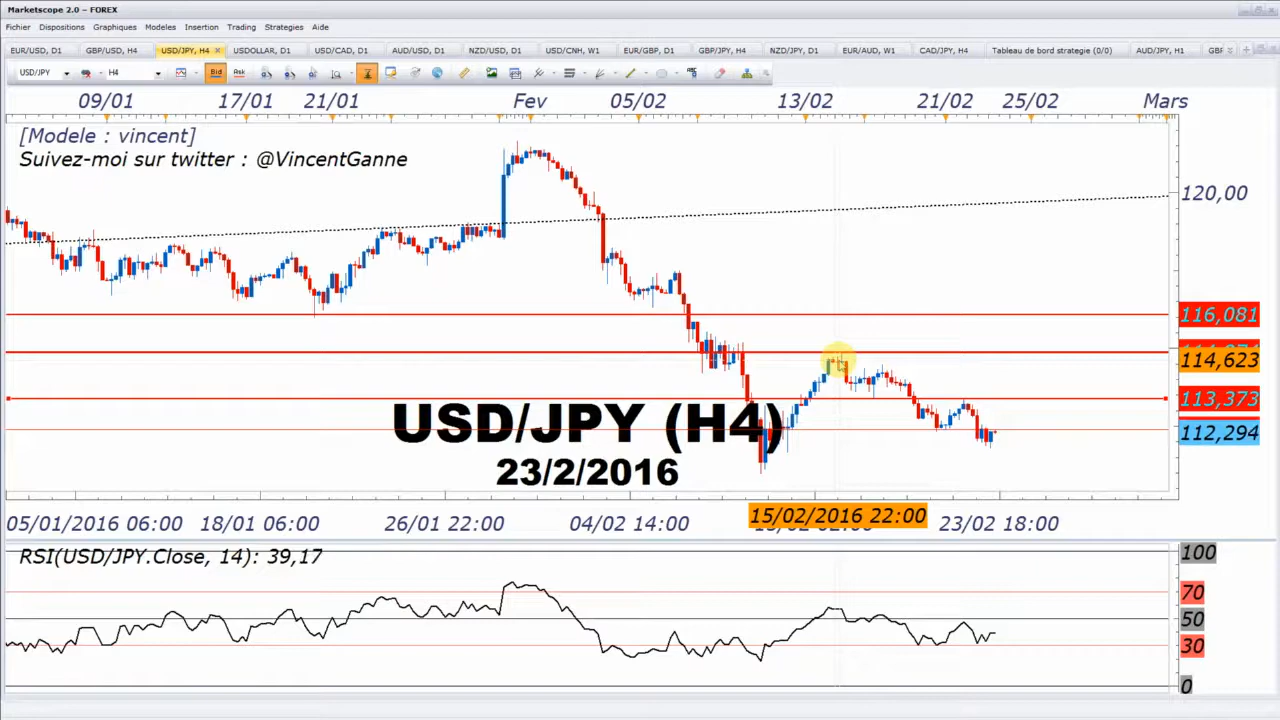 Marketscope 2.0 – FOREX
Fichier Dispositions Graphiques Modeles Insertion Trading Strategies Aide
EUR/USD, D1 GBP/USD, H4 USD/JPY, H4 USDOLLAR, D1 USD/CAD, D1 AUD/USD, D1 NZD/USD, D1 USD/CNH, W1 EUR/GBP, D1 GBP/JPY, H4 NZD/JPY, D1 EUR/AUD, W1 CAD/JPY, H4 Tableau de bord strategie (0/0) AUD/JPY, H1
USD/JPY H4 Bid Ask
09/01 17/01 21/01 Fev 05/02 13/02 21/02 25/02 Mars
[Modele : vincent]
Suivez-moi sur twitter : @VincentGanne
120,00
116,081
114,623
113,373
112,294
USD/JPY (H4)
23/2/2016
05/01/2016 06:00 18/01 06:00 26/01 22:00 04/02 14:00 15/02/2016 22:00 23/02 18:00
RSI(USD/JPY.Close, 14): 39,17
100
70
50
30
0